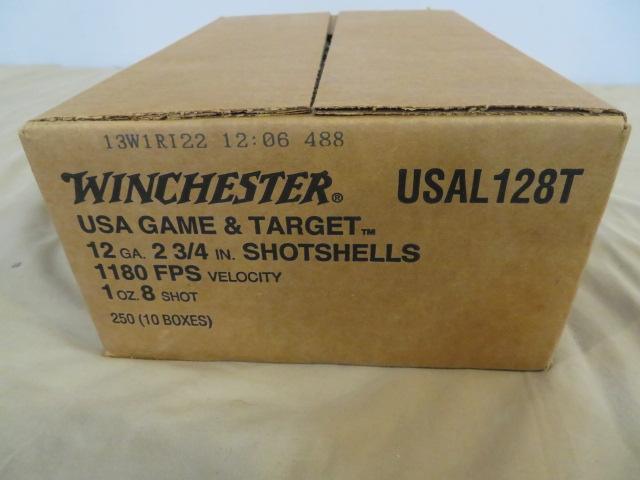 13W1RI22 12:06 488
WINCHESTER® USAL128T
USA GAME & TARGET™
12 GA. 2 3/4 IN. SHOTSHELLS
1180 FPS VELOCITY
1 OZ. 8 SHOT
250 (10 BOXES)